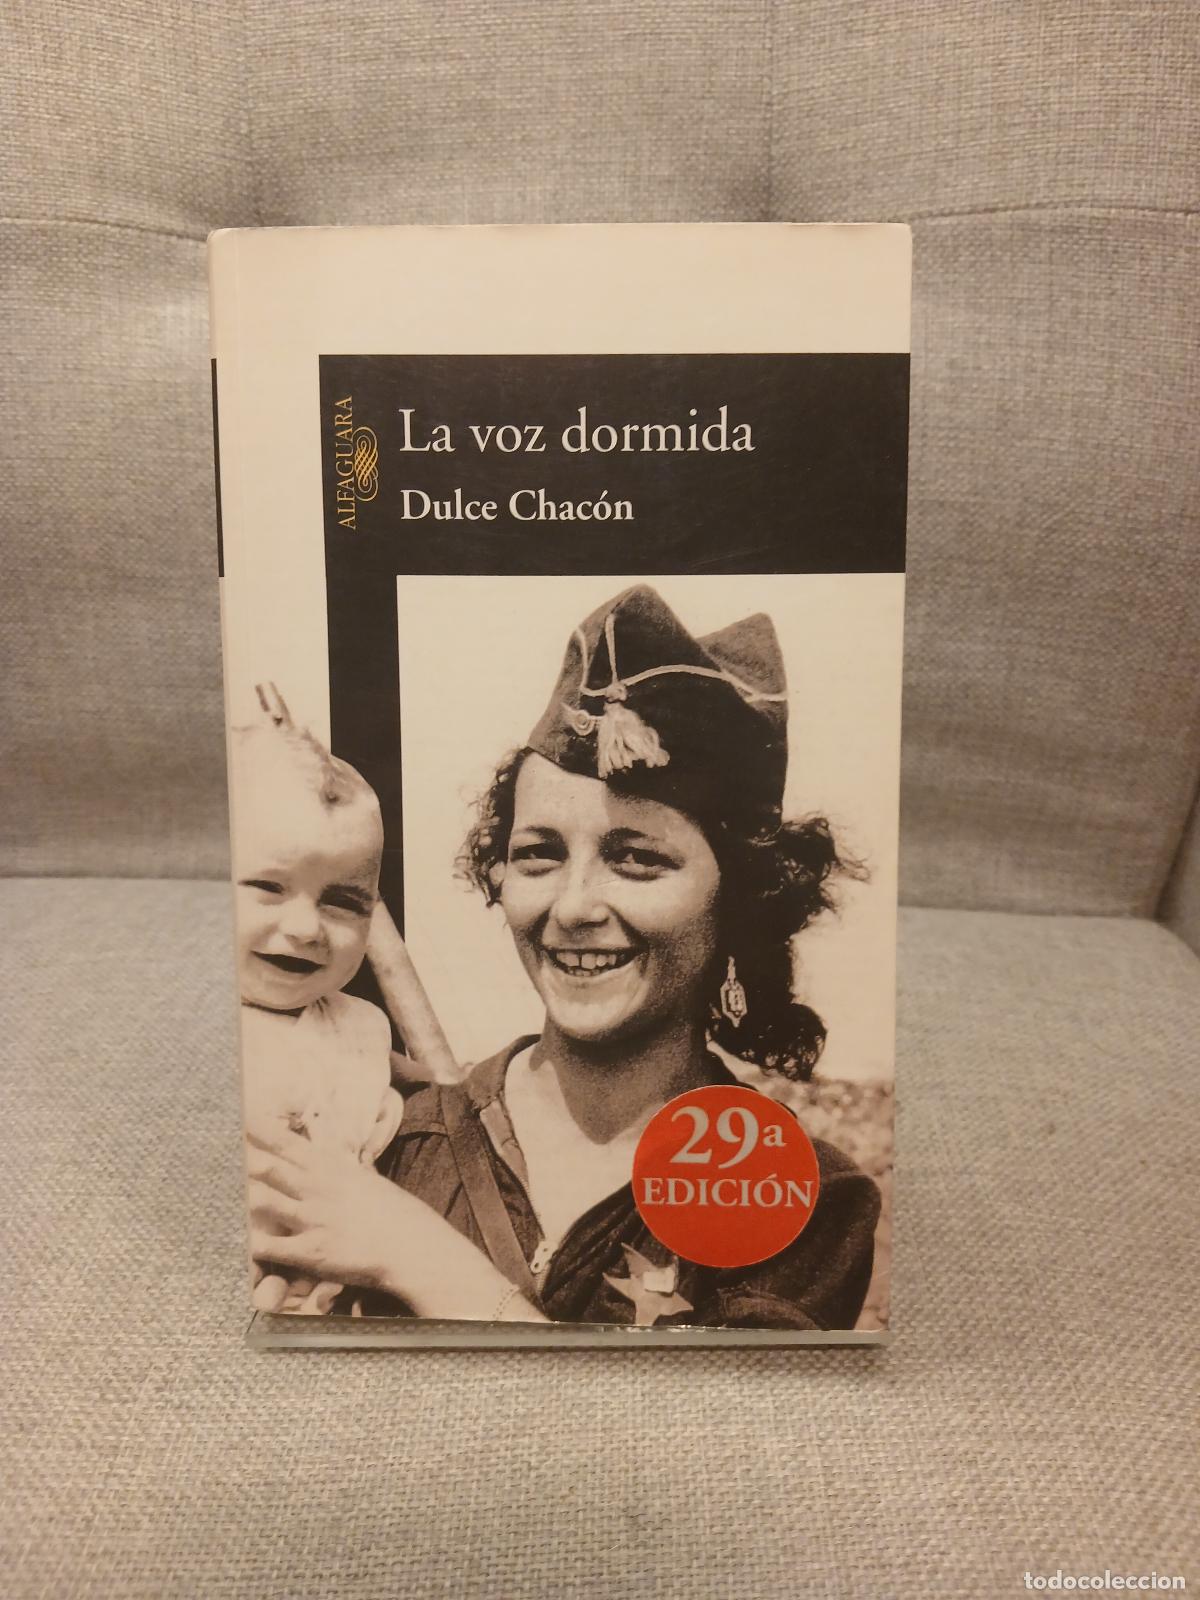 ALFAGUARA
La voz dormida
Dulce Chacón
29ª
EDICIÓN
todocoleccion